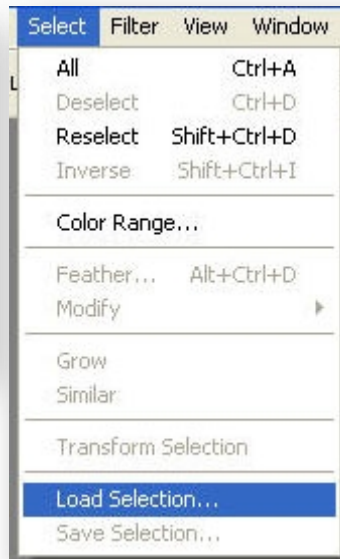 Select Filter View Window
All Ctrl+A
Deselect Ctrl+D
Reselect Shift+Ctrl+D
Inverse Shift+Ctrl+I
Color Range...
Feather... Alt+Ctrl+D
Modify
Grow
Similar
Transform Selection
Load Selection...
Save Selection...